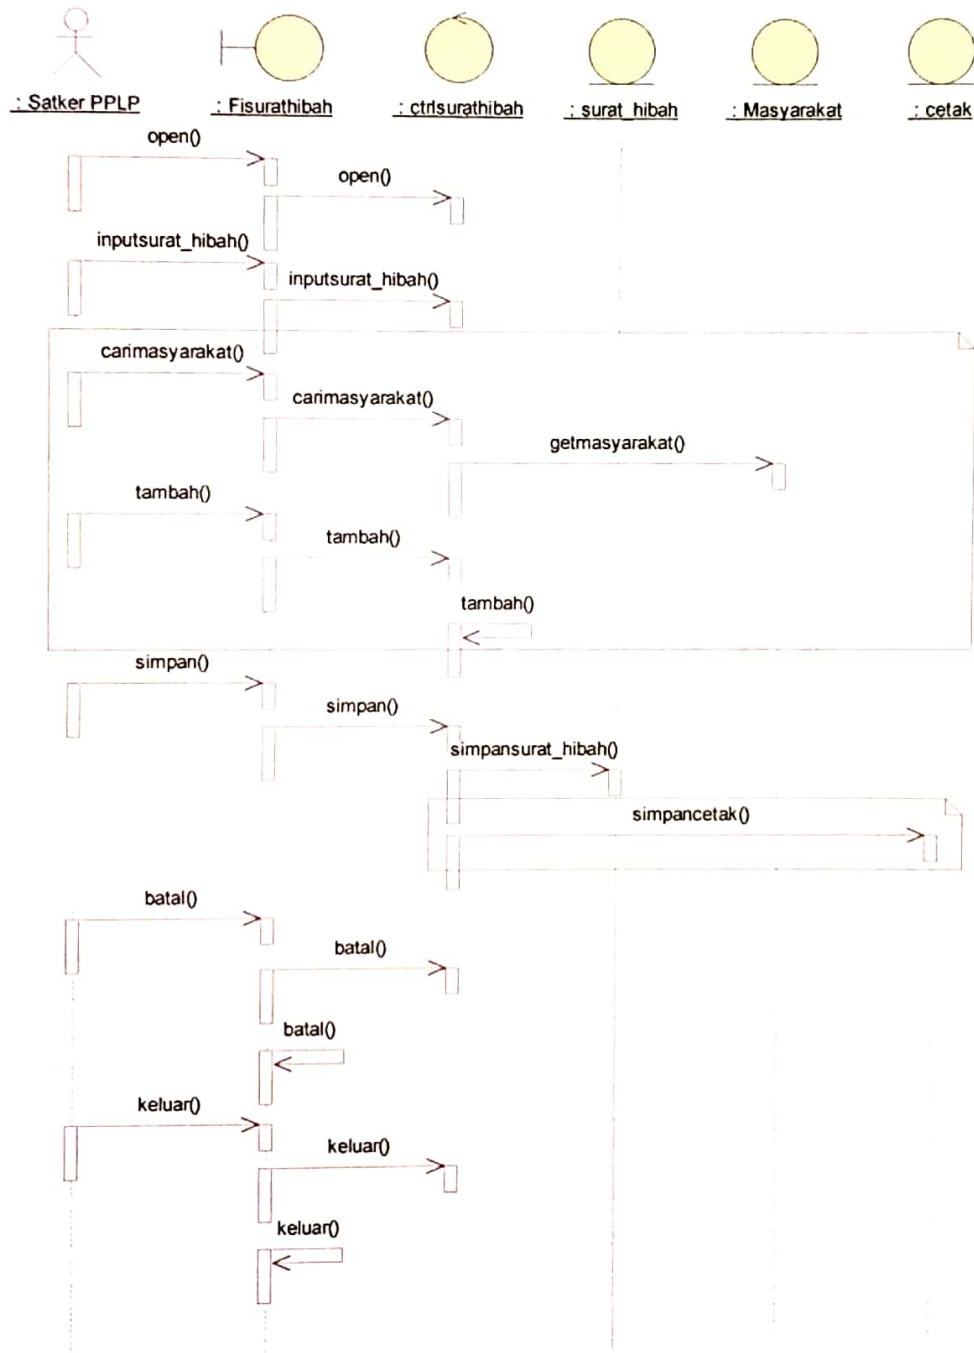 : Satker PPLP
: Fisurathibah
: ctrlsurathibah
: surat_hibah
: Masyarakat
: cetak
open()
open()
inputsurat_hibah()
inputsurat_hibah()
carimasyarakat()
carimasyarakat()
getmasyarakat()
tambah()
tambah()
tambah()
simpan()
simpan()
simpansurat_hibah()
simpancetak()
batal()
batal()
batal()
keluar()
keluar()
keluar()